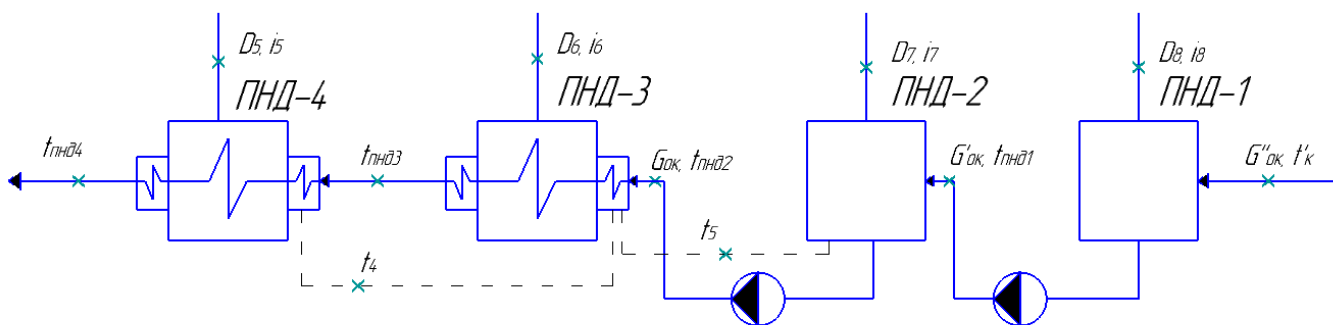 D5, i5
ПНД-4
D6, i6
ПНД-3
D7, i7
ПНД-2
D8, i8
ПНД-1
tпнд4
tпнд3
Gок, tпнд2
G'ок, tпнд1
G''ок, t'к
t4
t5